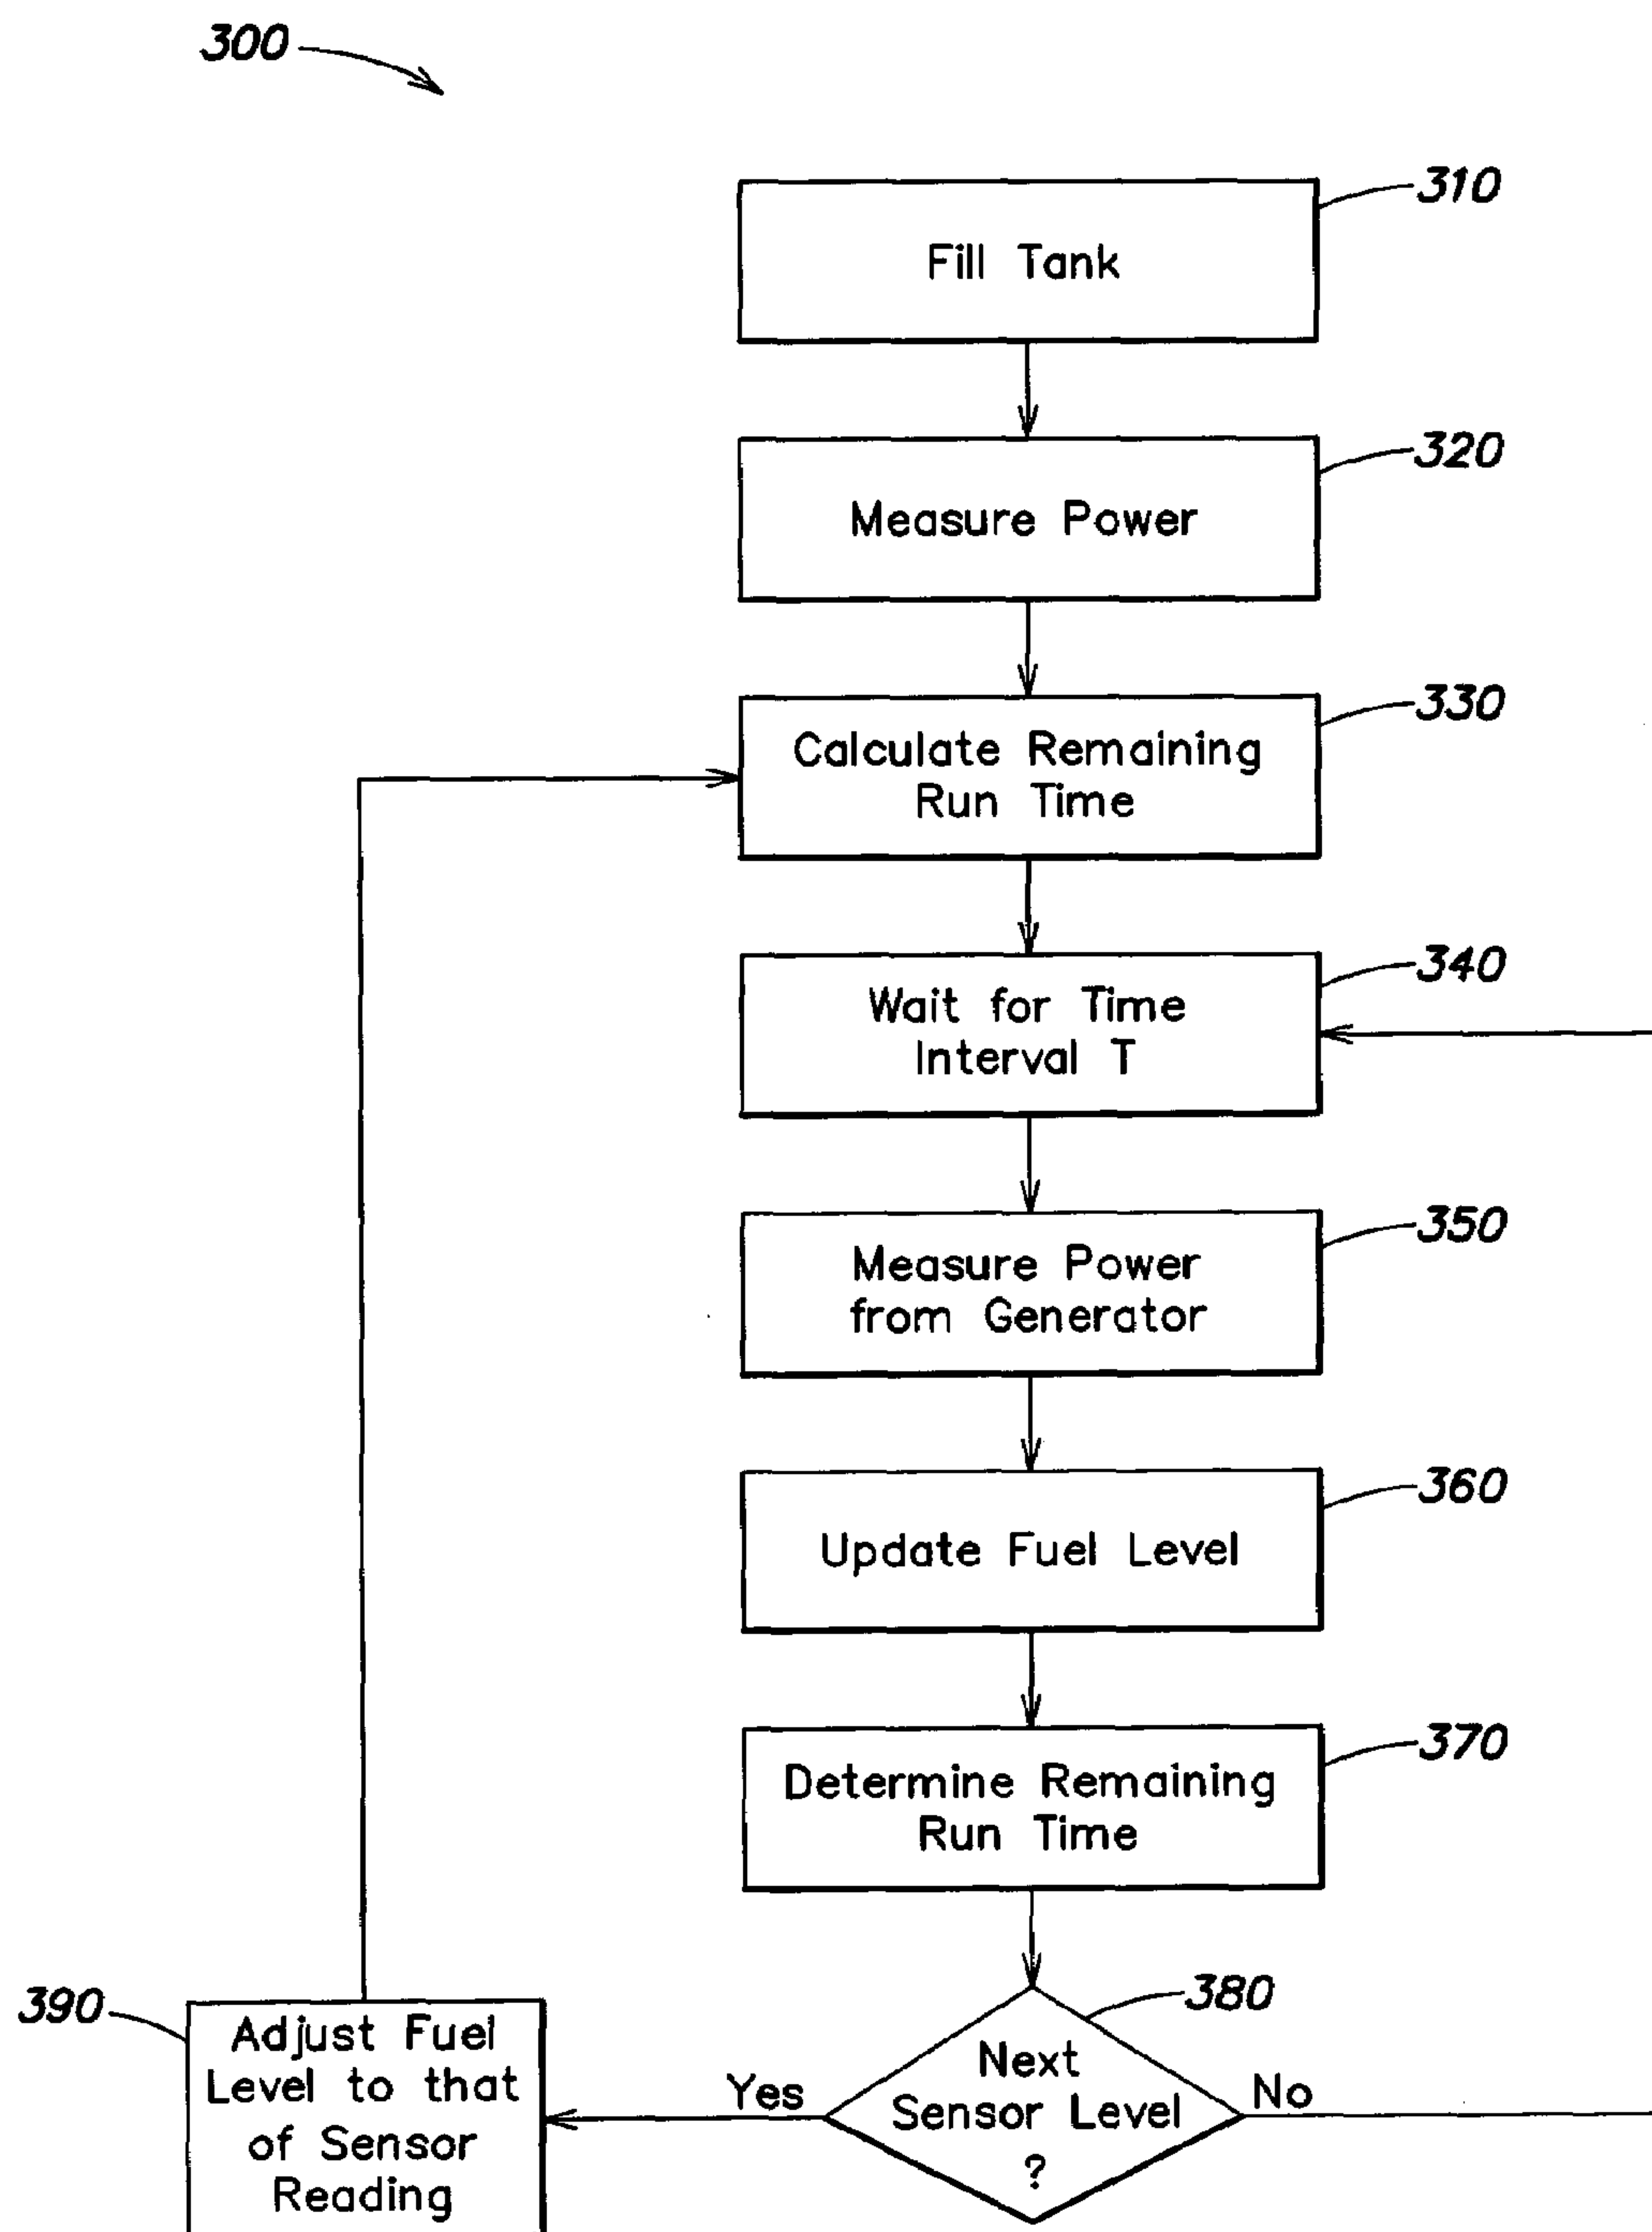 300
310
Fill Tank
320
Measure Power
330
Calculate Remaining
Run Time
340
Wait for Time
Interval T
350
Measure Power
from Generator
360
Update Fuel Level
370
Determine Remaining
Run Time
380
Next
Sensor Level
?
Yes
No
390
Adjust Fuel
Level to that
of Sensor
Reading